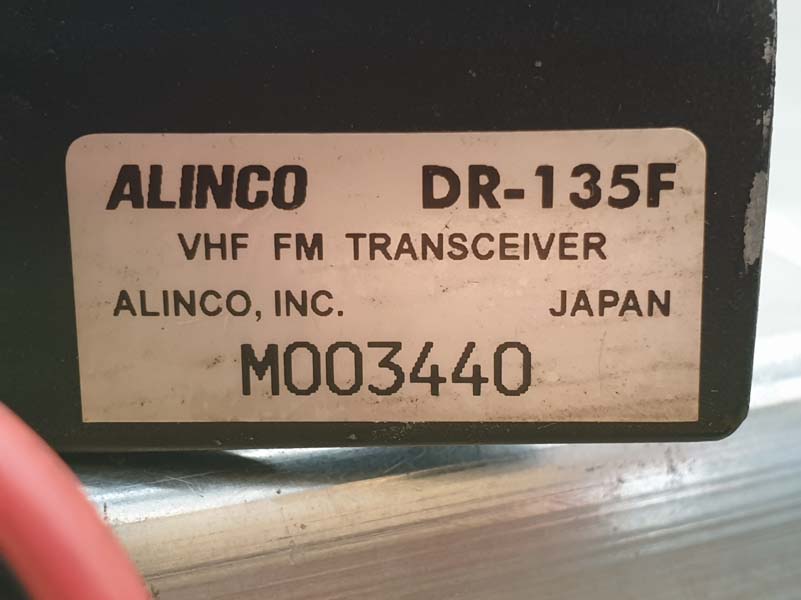 ALINCO DR-135F
VHF FM TRANSCEIVER
ALINCO, INC. JAPAN
M003440